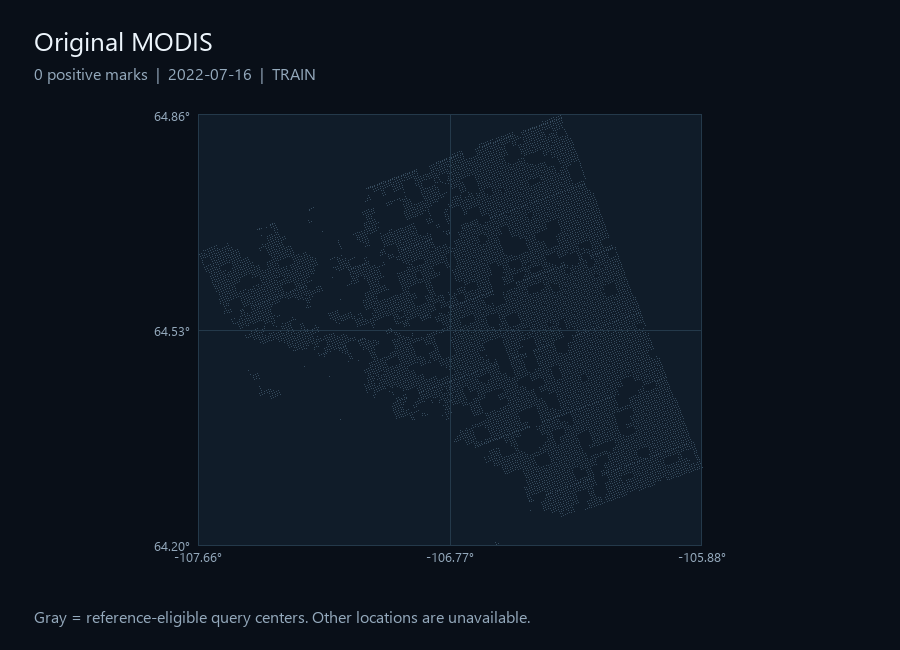 Original MODIS
0 positive marks | 2022-07-16 | TRAIN
64.86°
64.53°
64.20°
-107.66° -106.77° -105.88°
Gray = reference-eligible query centers. Other locations are unavailable.